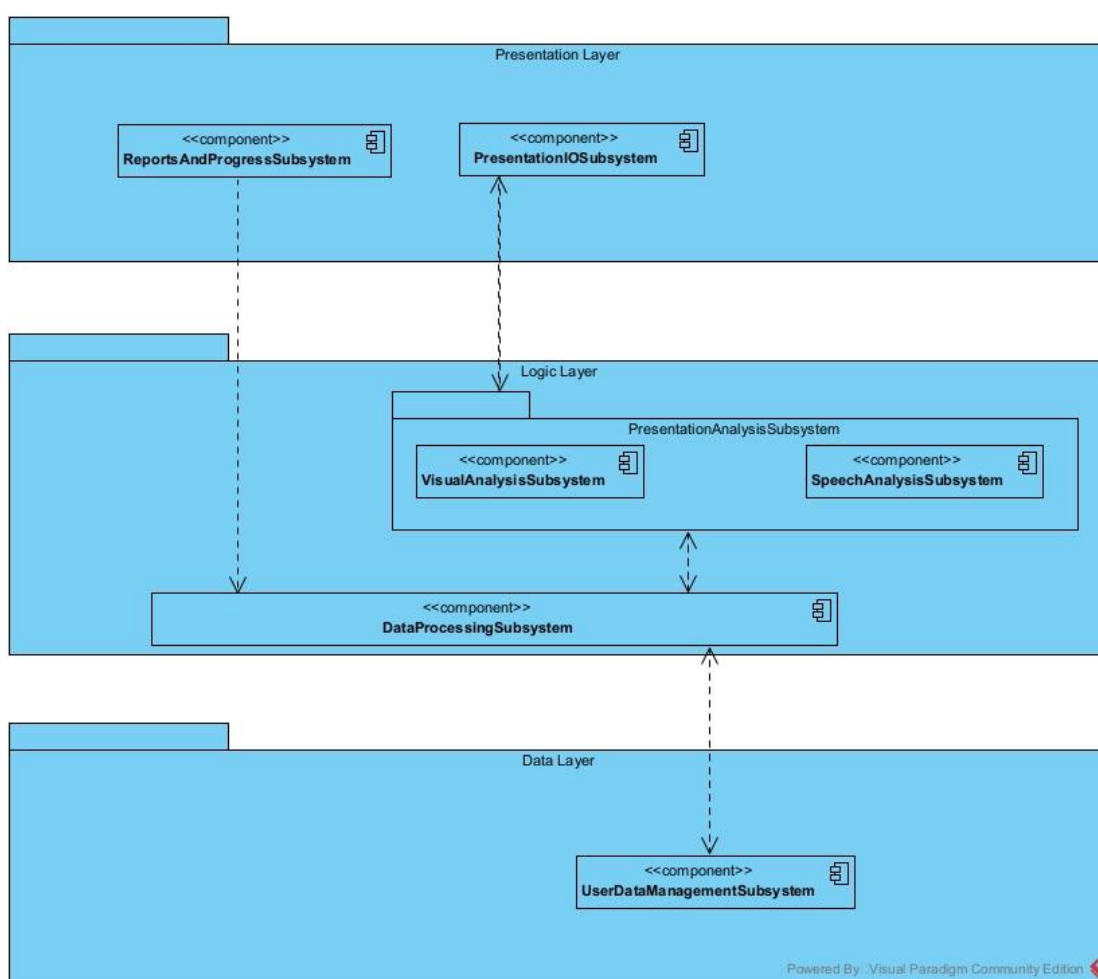 Presentation Layer
<<component>>
ReportsAndProgressSubsystem
<<component>>
PresentationIOSubsystem
Logic Layer
PresentationAnalysisSubsystem
<<component>>
VisualAnalysisSubsystem
<<component>>
SpeechAnalysisSubsystem
<<component>>
DataProcessingSubsystem
Data Layer
<<component>>
UserDataManagementSubsystem
Powered By Visual Paradigm Community Edition